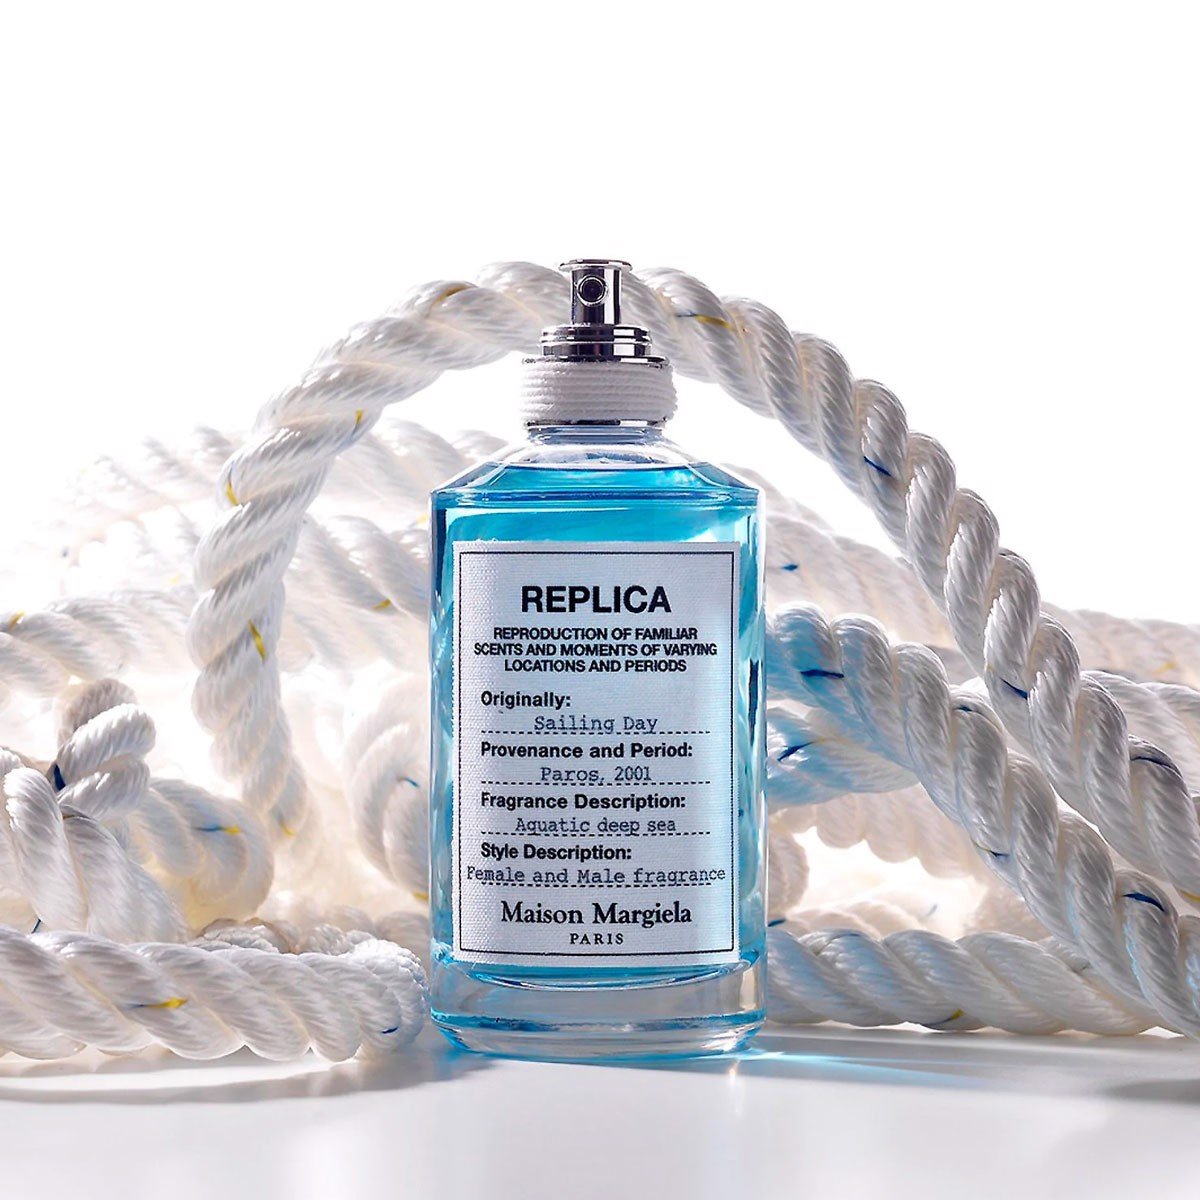 REPLICA
REPRODUCTION OF FAMILIAR
SCENTS AND MOMENTS OF VARYING
LOCATIONS AND PERIODS
Originally:
Sailing Day
Provenance and Period:
Paros, 2001
Fragrance Description:
Aquatic deep sea
Style Description:
Female and Male fragrance
Maison Margiela
PARIS